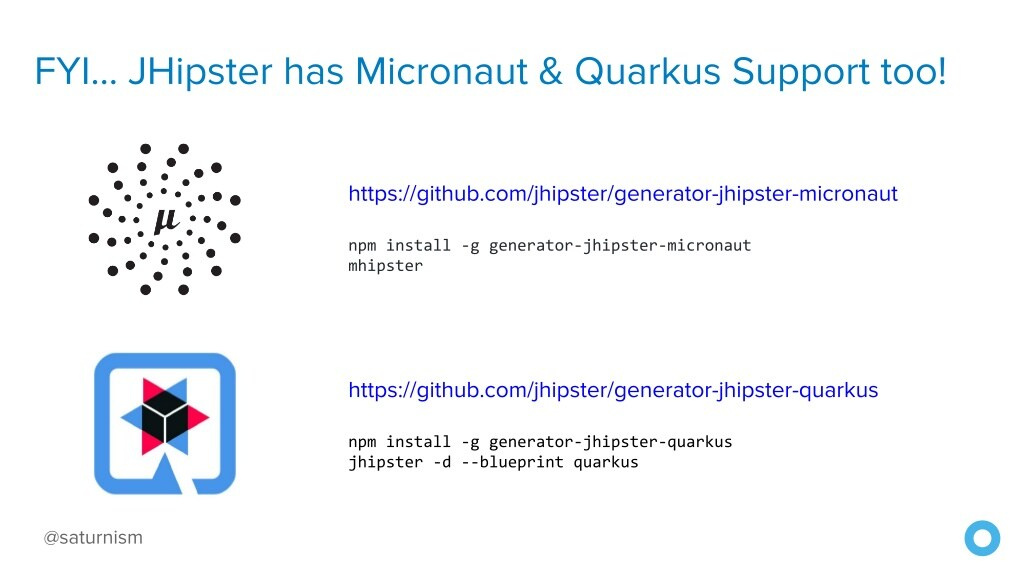 FYI... JHipster has Micronaut & Quarkus Support too!
μ
https://github.com/jhipster/generator-jhipster-micronaut
npm install -g generator-jhipster-micronaut
mhipster
https://github.com/jhipster/generator-jhipster-quarkus
npm install -g generator-jhipster-quarkus
jhipster -d --blueprint quarkus
@saturnism